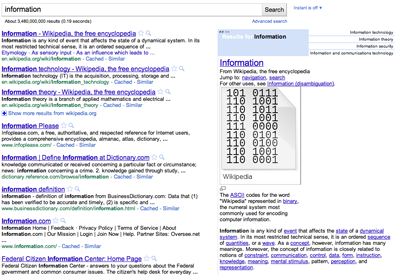 information
Search
Instant is off
About 3,480,000,000 results (0.19 seconds)
Advanced search
Information - Wikipedia, the free encyclopedia
Information is any kind of event that affects the state of a dynamical system. In its
most restricted technical sense, it is an ordered sequence of ...
Etymology - As sensory input - As an influence which leads to ...
en.wikipedia.org/wiki/Information - Cached - Similar
Information technology - Wikipedia, the free encyclopedia
Information technology (IT) is the acquisition, processing, storage and ...
en.wikipedia.org/wiki/Information_technology - Cached - Similar
Information theory - Wikipedia, the free encyclopedia
Information theory is a branch of applied mathematics and electrical ...
en.wikipedia.org/wiki/Information_theory - Cached - Similar
Show more results from wikipedia.org
Information Please
Infoplease.com is a free, authoritative, and respected reference for Internet users,
provides a comprehensive encyclopedia, almanac, atlas, dictionary, ...
www.infoplease.com/ - Cached - Similar
Information | Define Information at Dictionary.com
knowledge communicated or received concerning a particular fact or circumstance;
news: information concerning a crime. 2. knowledge gained through study, ...
dictionary.reference.com/browse/information - Cached - Similar
information definition
information - definition of information from BusinessDictionary.com: Data that (1)
has been verified to be accurate and timely, (2) is specific and ...
www.businessdictionary.com/definition/information.html - Cached - Similar
Information.com
Information Home | Feedback - Privacy Policy | Terms of Service | About
Information.com | Our Mission | Login | Join Now | Help. Partner Sites: Overture.net
...
www.information.com/ - Cached - Similar
Federal Citizen Information Center: Home Page
Federal Citizen Information Center - answers to your questions about the Federal
government and consumer issues. The citizen's help desk for everyday ...
Results for Information
Information technology
Information theory
Information security
Information and communications technology
Information
From Wikipedia, the free encyclopedia
Jump to: navigation, search
For other uses, see Information (disambiguation).
101 0111
110 1001
110 1011
110 1001
111 0000
110 0101
110 0100
110 1001
110 0001
Wikipedia
The ASCII codes for the word
"Wikipedia" represented in binary,
the numeral system most
commonly used for encoding
computer information.
Information is any kind of event that affects the state of a dynamical
system. In its most restricted technical sense, it is an ordered sequence of
quantities, or a wave. As a concept, however, information has many
meanings. Moreover, the concept of information is closely related to
notions of constraint, communication, control, data, form, instruction,
knowledge, meaning, mental stimulus, pattern, perception, and
representation